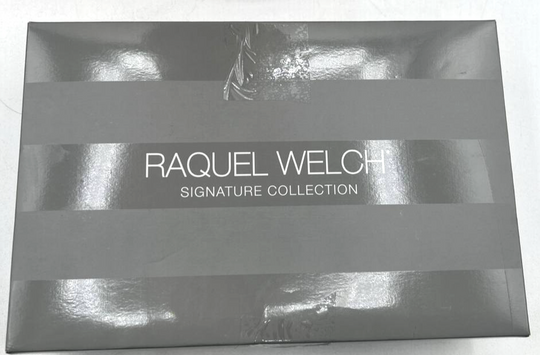 RAQUEL WELCH
SIGNATURE COLLECTION